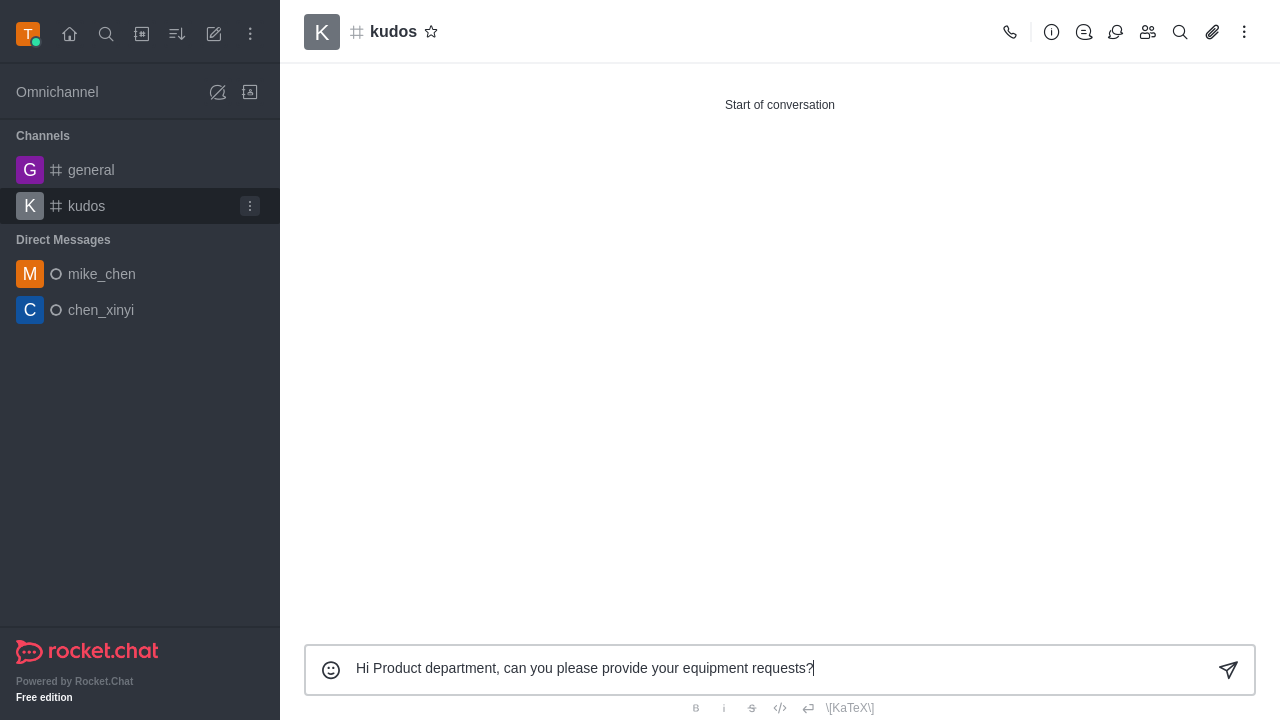 T
Omnichannel
Channels
G general
K kudos
Direct Messages
M mike_chen
C chen_xinyi
rocket.chat
Powered by Rocket.Chat
Free edition
K kudos
Start of conversation
Hi Product department, can you please provide your equipment requests?
B i S \[KaTeX\]